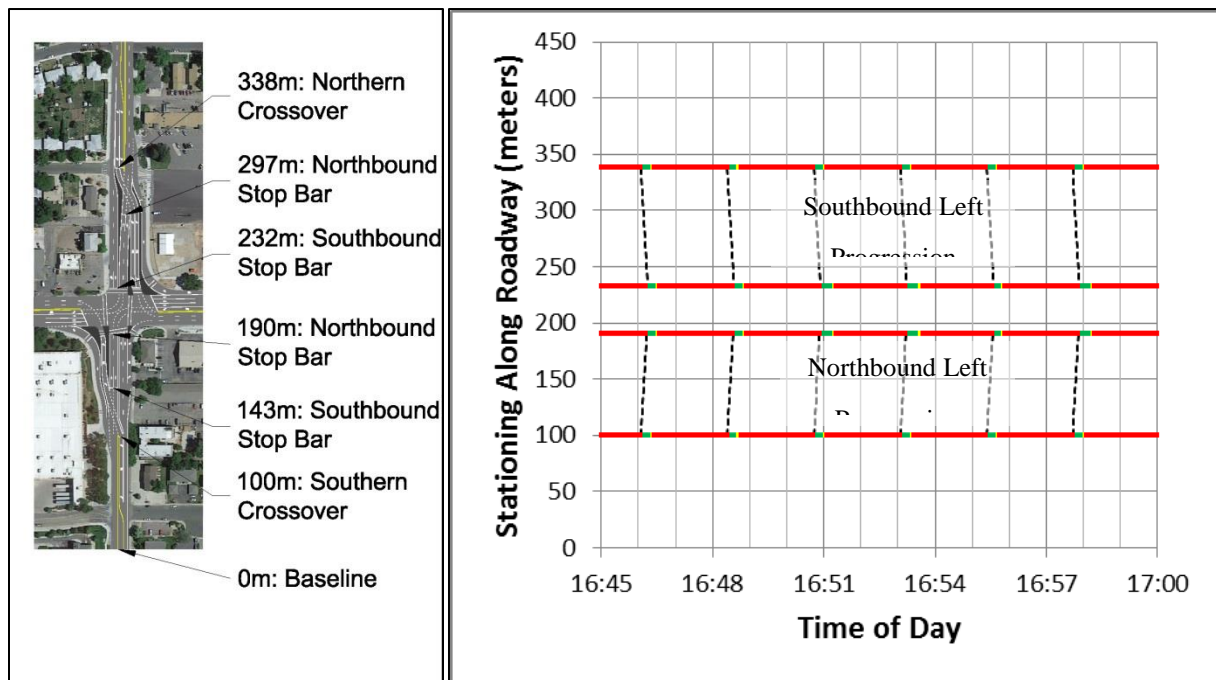 338m: Northern
Crossover
297m: Northbound
Stop Bar
232m: Southbound
Stop Bar
190m: Northbound
Stop Bar
143m: Southbound
Stop Bar
100m: Southern
Crossover
0m: Baseline
Stationing Along Roadway (meters)
450
400
350
300
250
200
150
100
50
0
Southbound Left
Progression
Northbound Left
16:45
16:48
16:51
16:54
16:57
17:00
Time of Day